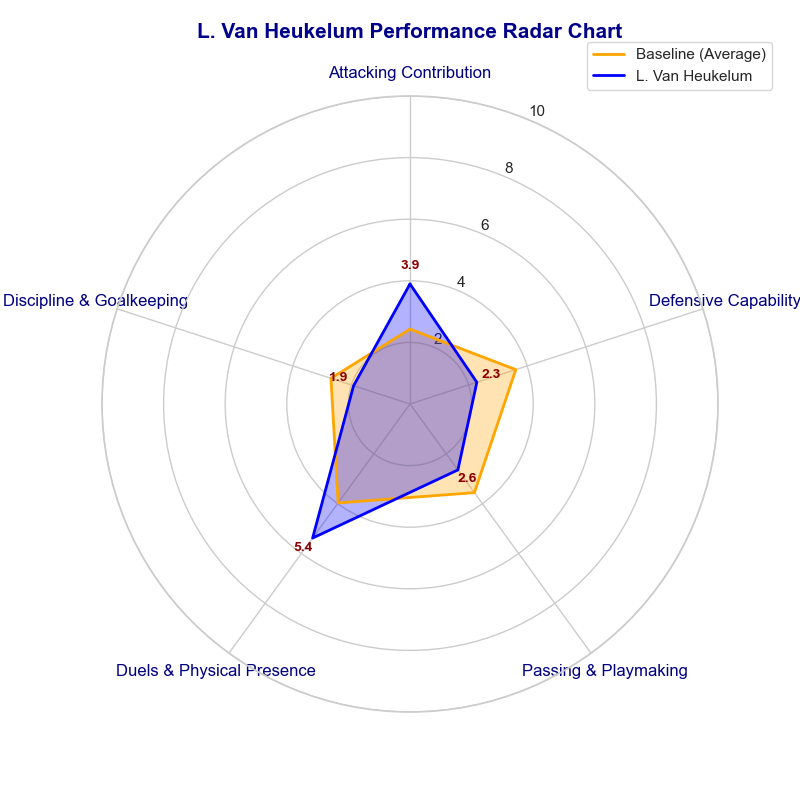 L. Van Heukelum Performance Radar Chart
Baseline (Average)
L. Van Heukelum
Attacking Contribution
10
8
6
4
2
3.9
Discipline & Goalkeeping
Defensive Capability
1.9
2.3
2.6
5.4
Duels & Physical Presence
Passing & Playmaking